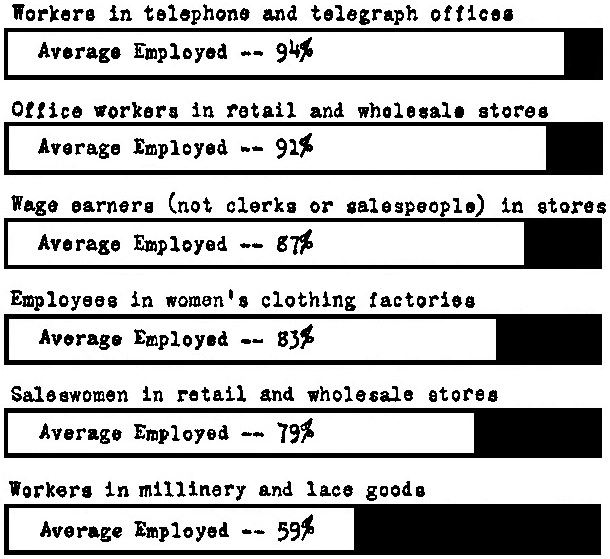 Workers in telephone and telegraph offices
Average Employed -- 94%
Office workers in retail and wholesale stores
Average Employed -- 91%
Wage earners (not clerks or salespeople) in stores
Average Employed -- 87%
Employees in women's clothing factories
Average Employed -- 83%
Saleswomen in retail and wholesale stores
Average Employed -- 79%
Workers in millinery and lace goods
Average Employed -- 59%